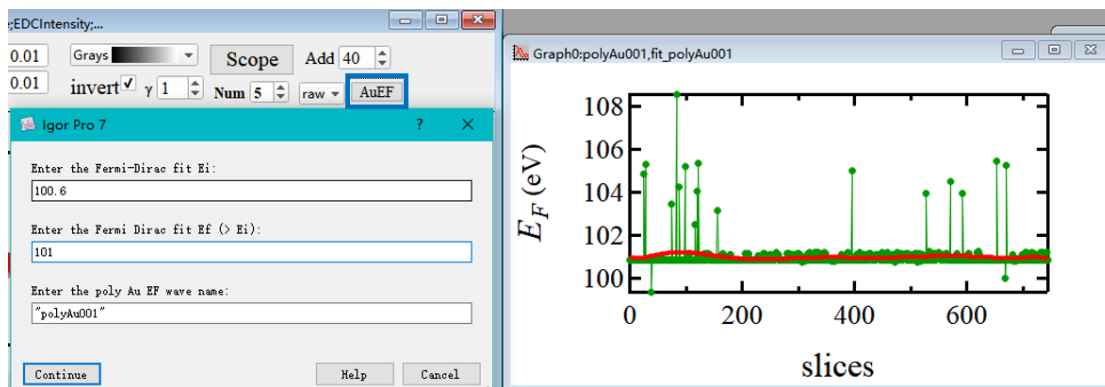 ;EDCIntensity;...
0.01 Grays Scope Add 40
0.01 invert γ 1 Num 5 raw AuEF
Igor Pro 7 ? ×
Enter the Fermi-Dirac fit Ei:
100.6
Enter the Fermi Dirac fit Ef (> Ei):
101
Enter the poly Au EF wave name:
"polyAu001"
Continue Help Cancel
Graph0:polyAu001,fit_polyAu001
108
106
104
102
100
E_F (eV)
0 200 400 600
slices